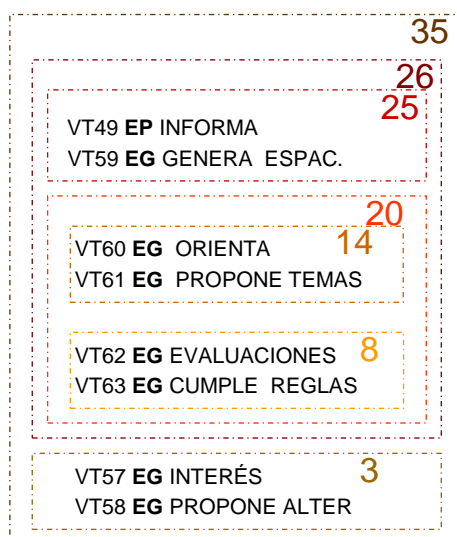 35
26
25
VT49 EP INFORMA
VT59 EG GENERA ESPAC.
20
VT60 EG ORIENTA 14
VT61 EG PROPONE TEMAS
VT62 EG EVALUACIONES 8
VT63 EG CUMPLE REGLAS
VT57 EG INTERÉS 3
VT58 EG PROPONE ALTER